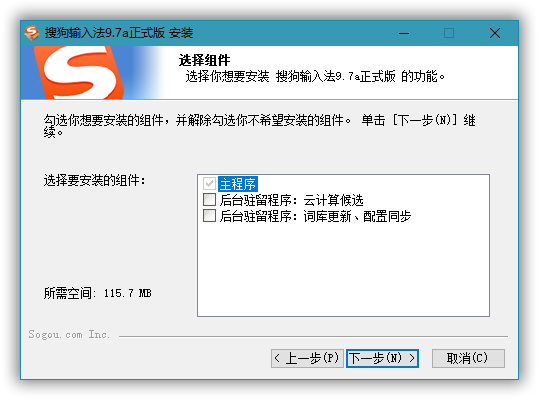 搜狗输入法9.7a正式版 安装
选择组件
选择你想要安装 搜狗输入法9.7a正式版 的功能。
勾选你想要安装的组件，并解除勾选你不希望安装的组件。 单击 [下一步(N)] 继
续。
选择要安装的组件：
主程序
后台驻留程序：云计算候选
后台驻留程序：词库更新、配置同步
所需空间: 115.7 MB
Sogou.com Inc.
< 上一步(P)
下一步(N) >
取消(C)